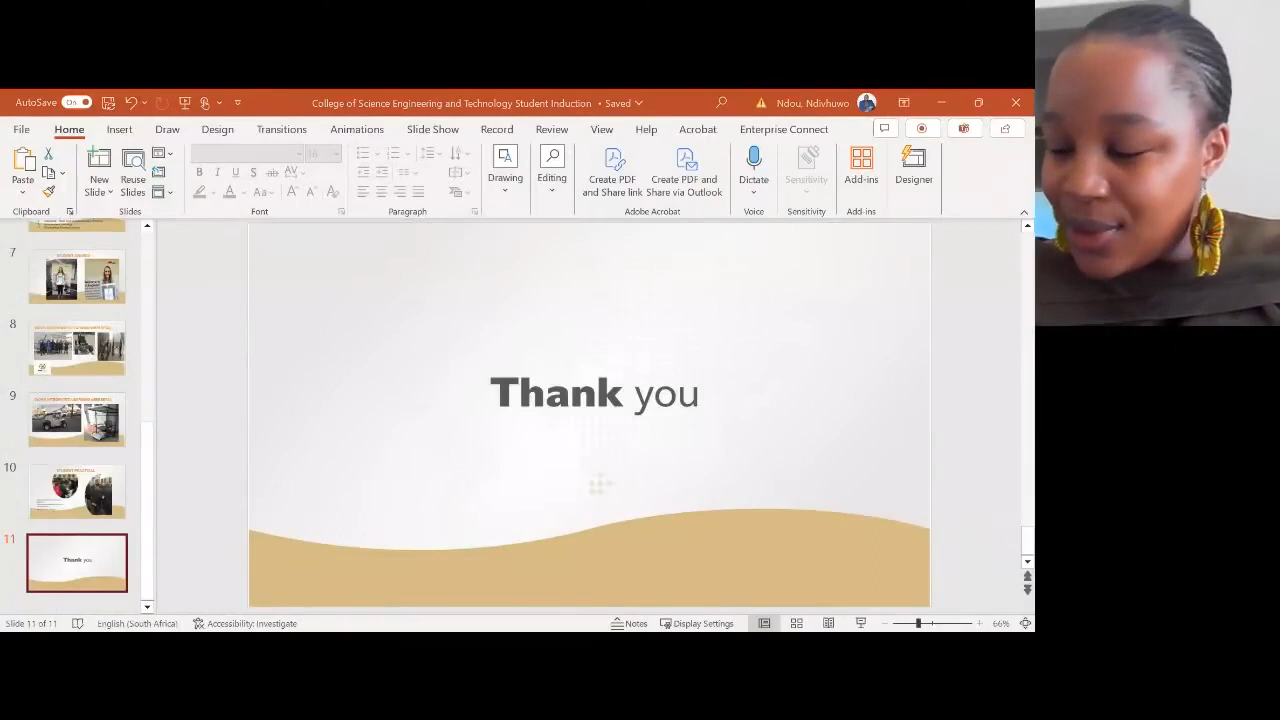 AutoSave On
College of Science Engineering and Technology Student Induction • Saved
Ndou, Ndivhuwo
File Home Insert Draw Design Transitions Animations Slide Show Record Review View Help Acrobat Enterprise Connect
Paste
New Slide
Reuse Slides
Drawing
Editing
Create PDF and Share link
Create PDF and Share via Outlook
Dictate
Sensitivity
Add-ins
Designer
Clipboard Slides Font Paragraph Adobe Acrobat Voice Sensitivity Add-ins
7
8
9
10
STUDENT PRACTICAL
11
Thank you
Thank you
Slide 11 of 11 English (South Africa) Accessibility: Investigate Notes Display Settings 66%